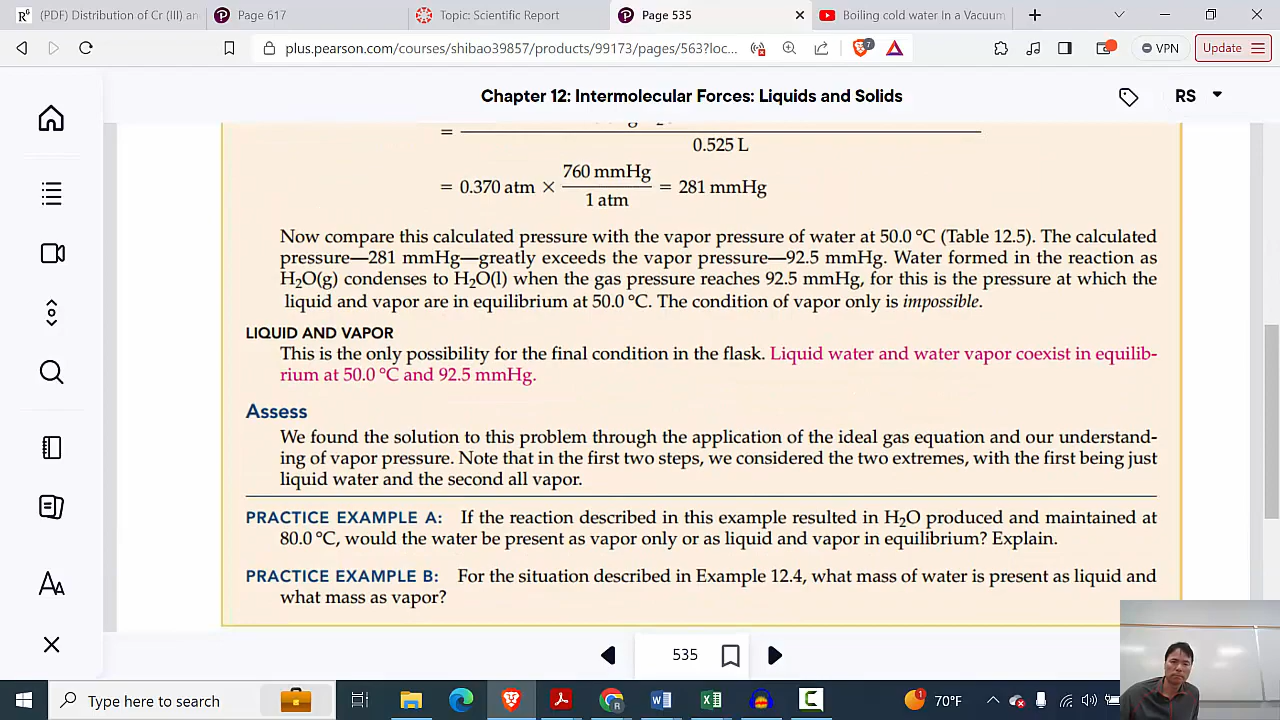 (PDF) Distribution of Cr (III) and
Page 617
Topic: Scientific Report
Page 535
Boiling cold water In a Vacuum
plus.pearson.com/courses/shibao39857/products/99173/pages/563?loc...
7
VPN
Update
Chapter 12: Intermolecular Forces: Liquids and Solids
RS
=
0.525 L
= 0.370 atm × 760 mmHg / 1 atm = 281 mmHg
Now compare this calculated pressure with the vapor pressure of water at 50.0 °C (Table 12.5). The calculated
pressure—281 mmHg—greatly exceeds the vapor pressure—92.5 mmHg. Water formed in the reaction as
H2O(g) condenses to H2O(l) when the gas pressure reaches 92.5 mmHg, for this is the pressure at which the
liquid and vapor are in equilibrium at 50.0 °C. The condition of vapor only is impossible.
LIQUID AND VAPOR
This is the only possibility for the final condition in the flask. Liquid water and water vapor coexist in equilib-
rium at 50.0 °C and 92.5 mmHg.
Assess
We found the solution to this problem through the application of the ideal gas equation and our understand-
ing of vapor pressure. Note that in the first two steps, we considered the two extremes, with the first being just
liquid water and the second all vapor.
PRACTICE EXAMPLE A: If the reaction described in this example resulted in H2O produced and maintained at
80.0 °C, would the water be present as vapor only or as liquid and vapor in equilibrium? Explain.
PRACTICE EXAMPLE B: For the situation described in Example 12.4, what mass of water is present as liquid and
what mass as vapor?
535
Type here to search
1
70°F